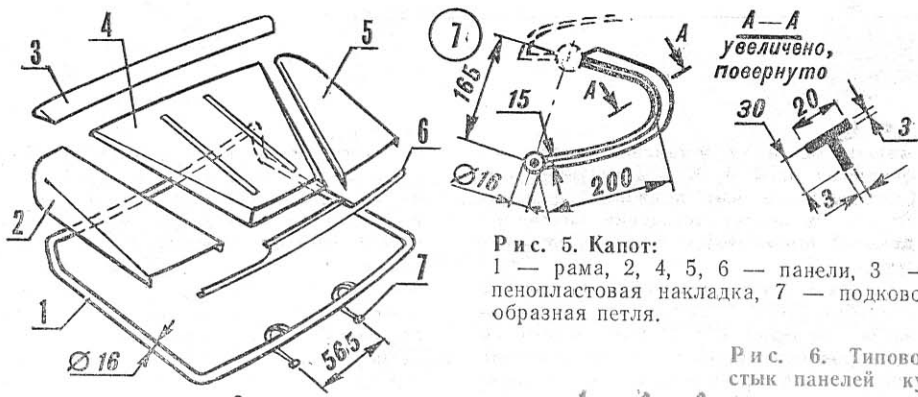 4
3
5
6
2
1
7
Ø 16
565
7
165
15
А
А
Ø16
200
А—А
увеличено,
повернуто
30
20
3
3
Рис. 5. Капот:
1 — рама, 2, 4, 5, 6 — панели, 3 —
пенопластовая накладка, 7 — подково
образная петля.
Рис. 6. Типово
стык панелей ку